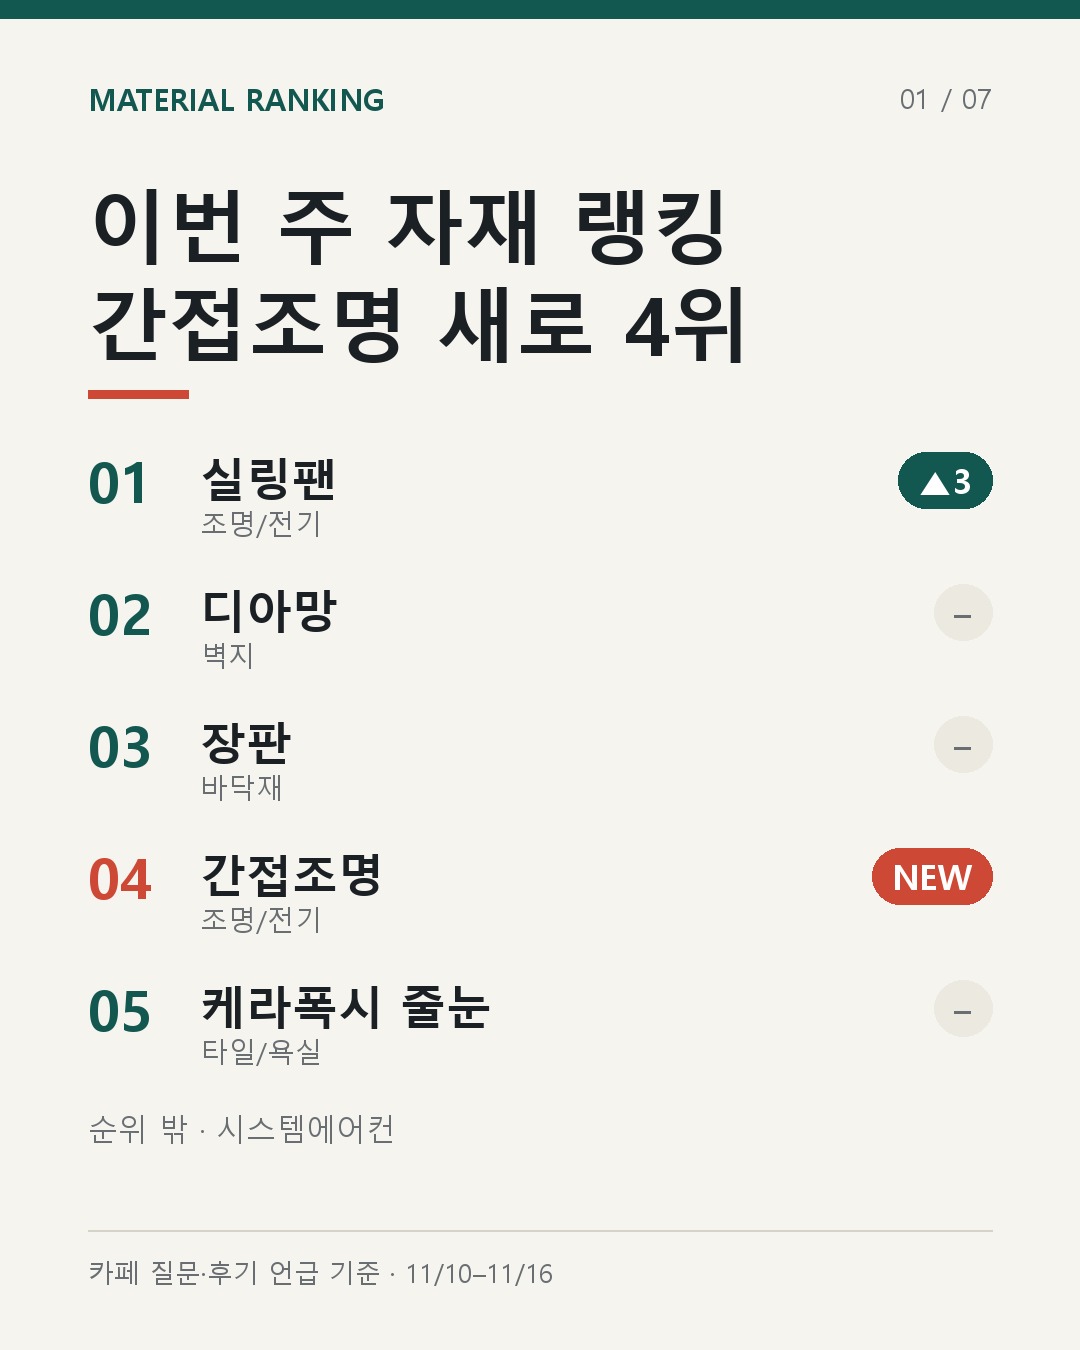 MATERIAL RANKING
01 / 07
이번 주 자재 랭킹
간접조명 새로 4위
01 실링팬 ▲3
조명/전기
02 디아망 –
벽지
03 장판 –
바닥재
04 간접조명 NEW
조명/전기
05 케라폭시 줄눈 –
타일/욕실
순위 밖 · 시스템에어컨
카페 질문·후기 언급 기준 · 11/10–11/16